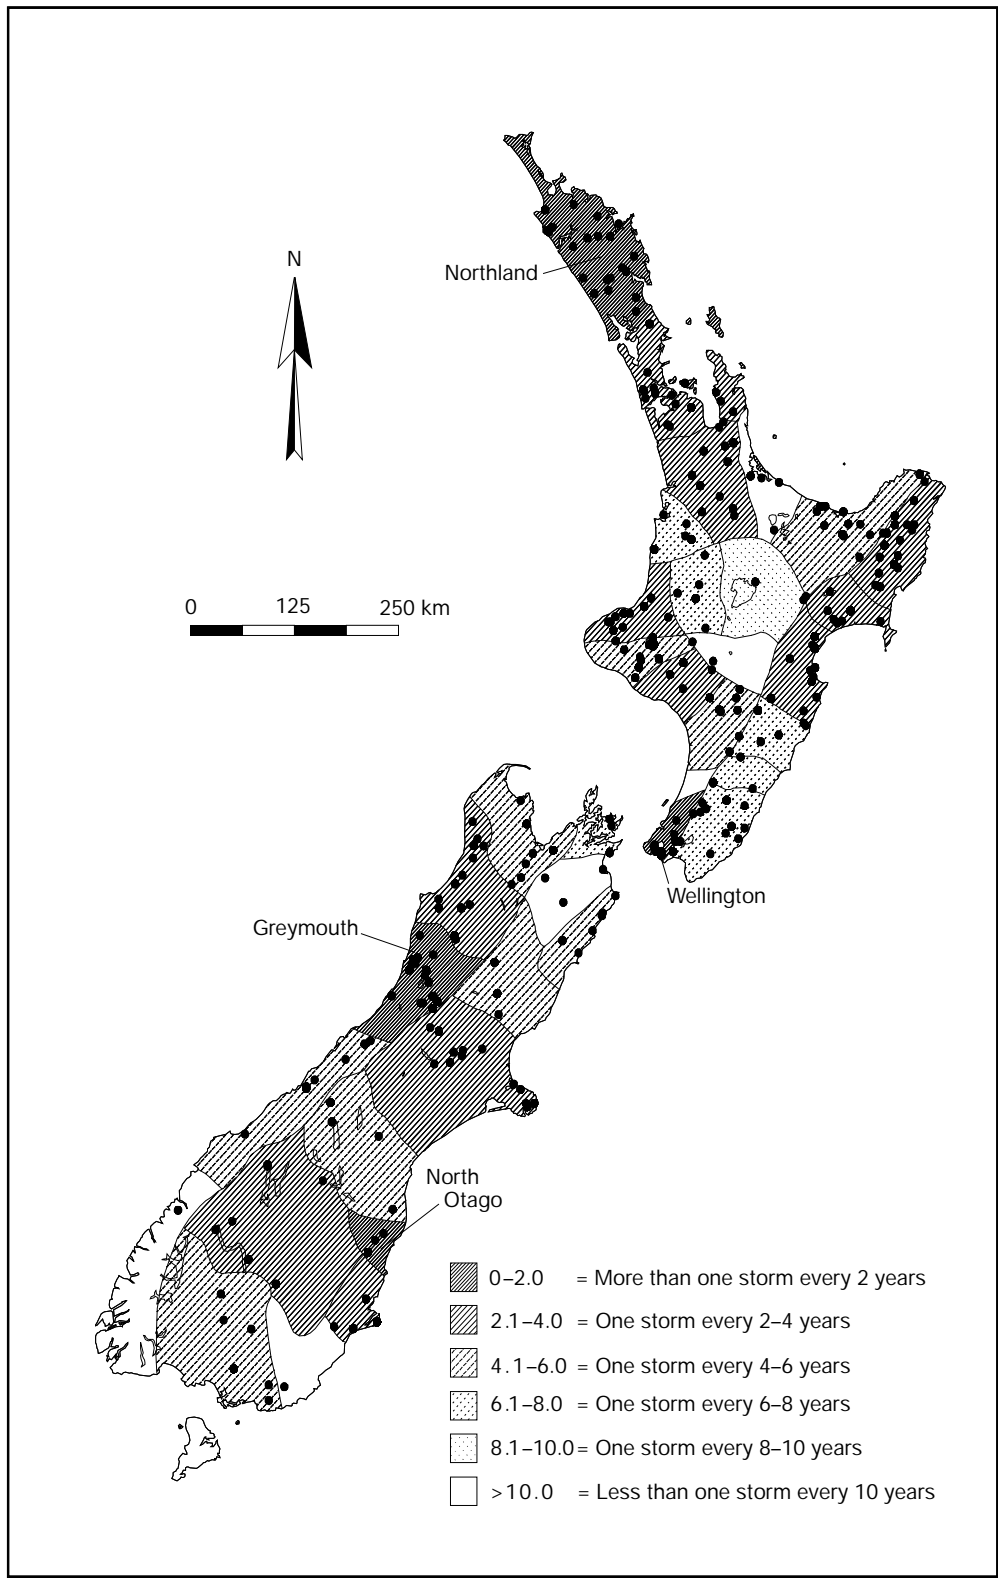 N
Northland
0 125 250 km
Wellington
Greymouth
North
Otago
0–2.0 = More than one storm every 2 years
2.1–4.0 = One storm every 2–4 years
4.1–6.0 = One storm every 4–6 years
6.1–8.0 = One storm every 6–8 years
8.1–10.0 = One storm every 8–10 years
>10.0 = Less than one storm every 10 years